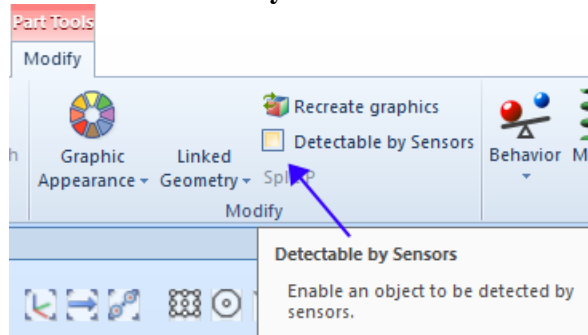 Part Tools
Modify
Recreate graphics
Detectable by Sensors
Graphic
Appearance
Linked
Geometry
Behavior
Modify
Detectable by Sensors
Enable an object to be detected by
sensors.